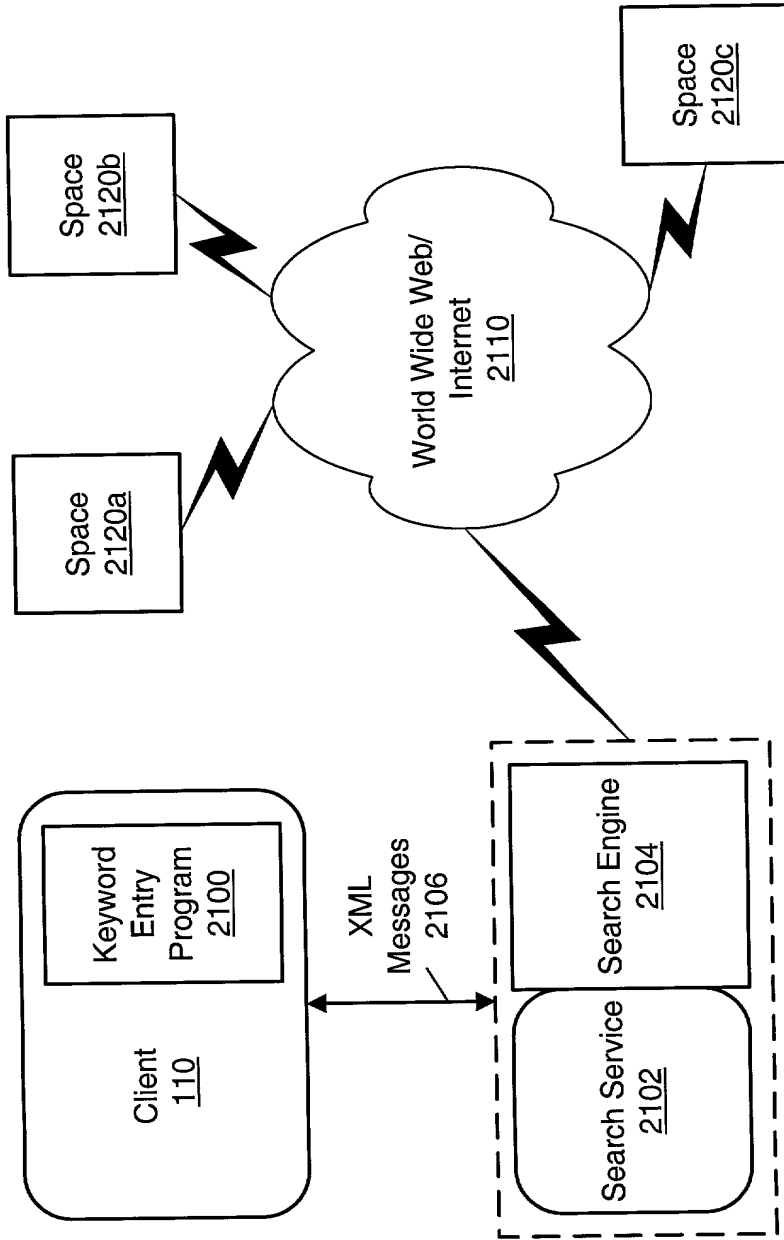 Client
110
Keyword
Entry
Program
2100
XML
Messages
2106
Search Service
2102
Search Engine
2104
Space
2120a
Space
2120b
World Wide Web/
Internet
2110
Space
2120c